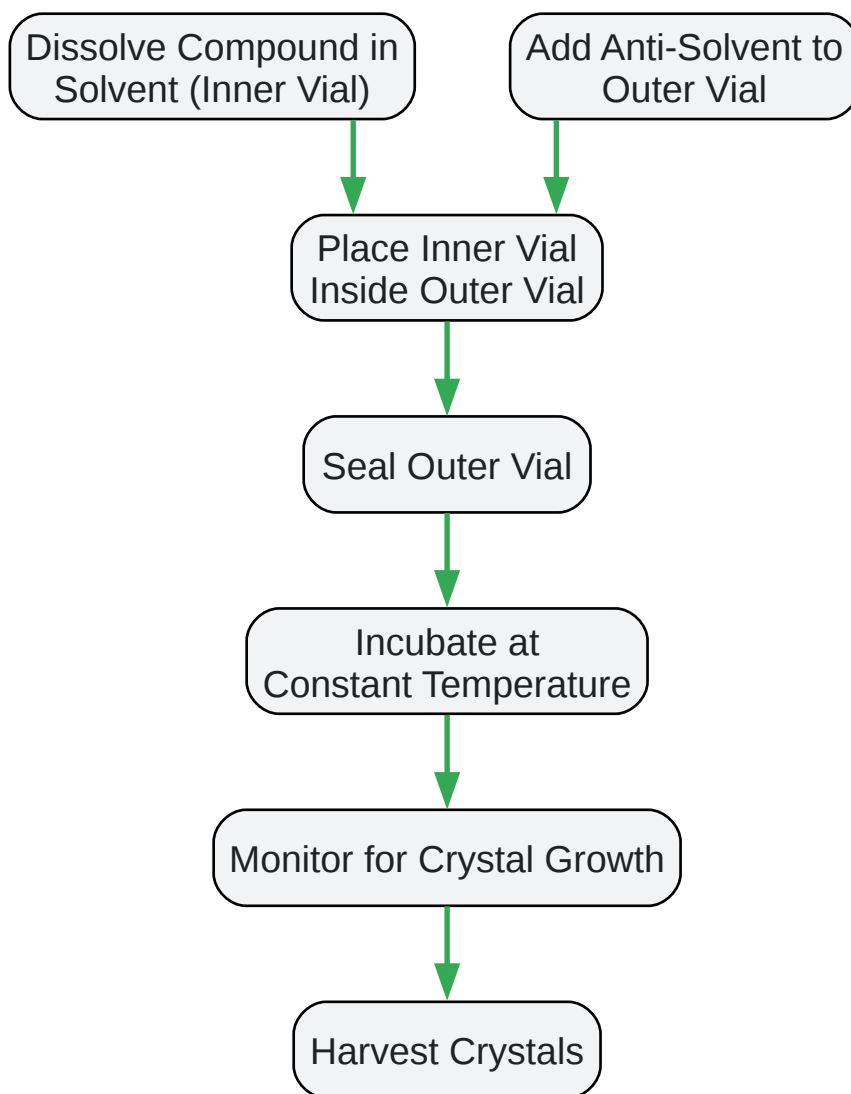 Dissolve Compound in
Solvent (Inner Vial)
Add Anti-Solvent to
Outer Vial
Place Inner Vial
Inside Outer Vial
Seal Outer Vial
Incubate at
Constant Temperature
Monitor for Crystal Growth
Harvest Crystals